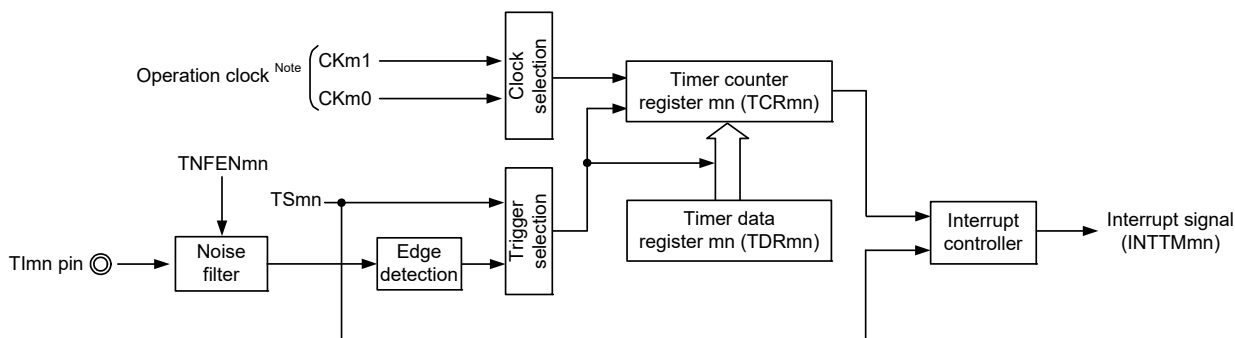 Operation clock Note
CKm1
CKm0
Clock
selection
Timer counter
register mn (TCRmn)
TNFENmn
TSmn
Trigger
selection
Timer data
register mn (TDRmn)
TImn pin
Noise
filter
Edge
detection
Interrupt
controller
Interrupt signal
(INTTMmn)